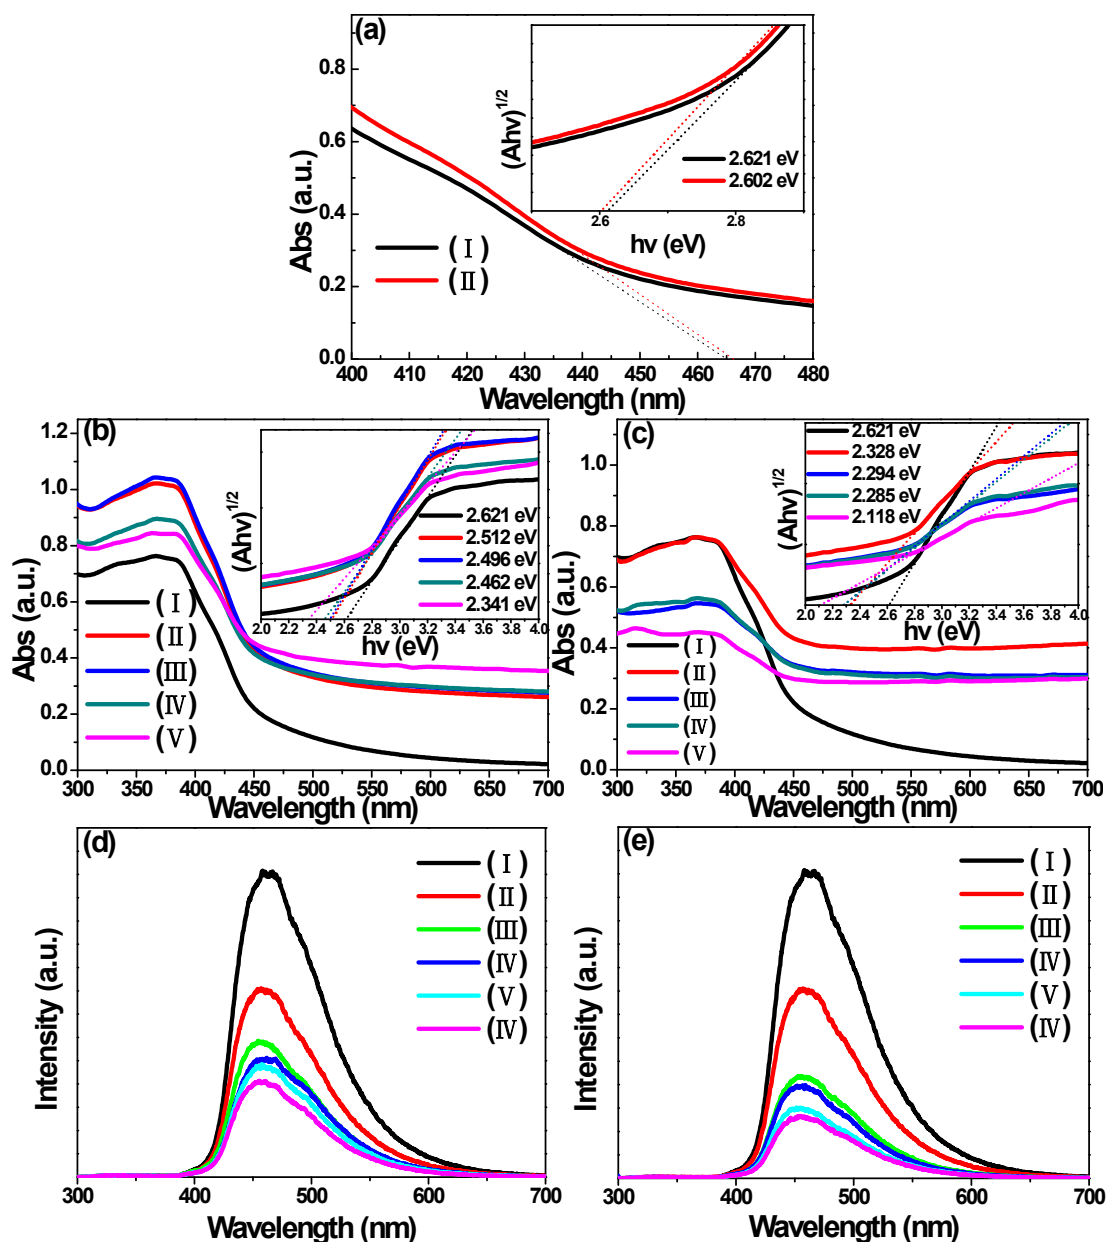 (a)
Abs (a.u.)
0.8
0.6
0.4
0.2
0.0
(Ahv)1/2
2.621 eV
2.602 eV
2.6 2.8
hv (eV)
(Ⅰ)
(Ⅱ)
400 410 420 430 440 450 460 470 480
Wavelength (nm)
(b)
Abs (a.u.)
1.2
1.0
0.8
0.6
0.4
0.2
0.0
(Ahv)1/2
2.621 eV
2.512 eV
2.496 eV
2.462 eV
2.341 eV
2.0 2.2 2.4 2.6 2.8 3.0 3.2 3.4 3.6 3.8 4.0
hv (eV)
(Ⅰ)
(Ⅱ)
(Ⅲ)
(Ⅳ)
(Ⅴ)
300 350 400 450 500 550 600 650 700
Wavelength (nm)
(c)
Abs (a.u.)
1.0
0.8
0.6
0.4
0.2
0.0
(Ahv)1/2
2.621 eV
2.328 eV
2.294 eV
2.285 eV
2.118 eV
2.0 2.2 2.4 2.6 2.8 3.0 3.2 3.4 3.6 3.8 4.0
hv (eV)
(Ⅰ)
(Ⅱ)
(Ⅲ)
(Ⅳ)
(Ⅴ)
300 350 400 450 500 550 600 650 700
Wavelength (nm)
(d)
Intensity (a.u.)
(Ⅰ)
(Ⅱ)
(Ⅲ)
(Ⅳ)
(Ⅴ)
(Ⅳ)
300 400 500 600 700
Wavelength (nm)
(e)
Intensity (a.u.)
(Ⅰ)
(Ⅱ)
(Ⅲ)
(Ⅳ)
(Ⅴ)
(Ⅳ)
300 400 500 600 700
Wavelength (nm)